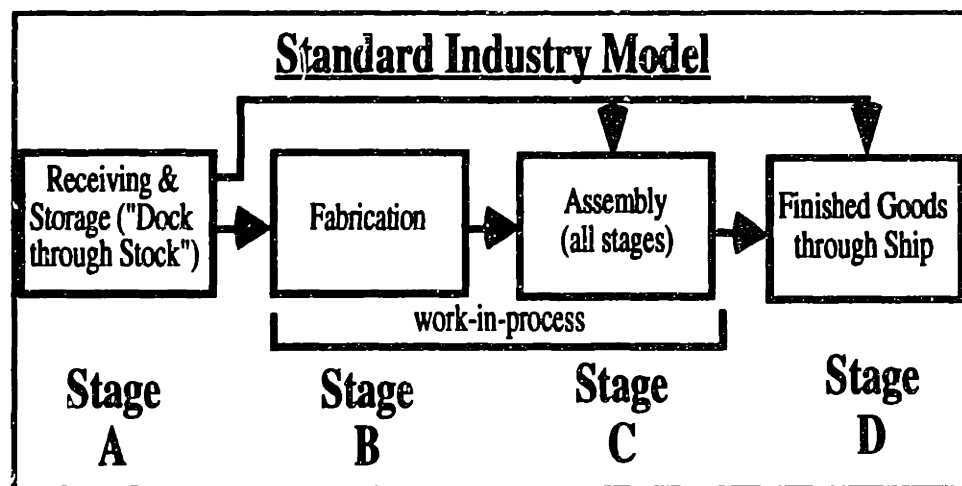 Standard Industry Model
Receiving &
Storage ("Dock
through Stock")
Fabrication
Assembly
(all stages)
Finished Goods
through Ship
work-in-process
Stage
A
Stage
B
Stage
C
Stage
D